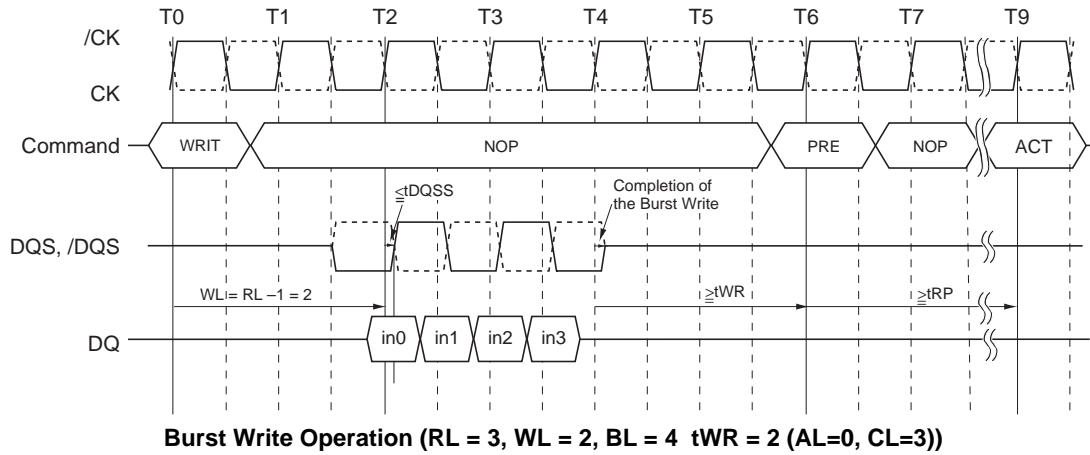 T0 T1 T2 T3 T4 T5 T6 T7 T9
/CK
CK
Command WRIT NOP PRE NOP ACT
≦tDQSS
Completion of
the Burst Write
DQS, /DQS
WL = RL –1 = 2
≧tWR
≧tRP
DQ in0 in1 in2 in3
Burst Write Operation (RL = 3, WL = 2, BL = 4 tWR = 2 (AL=0, CL=3))